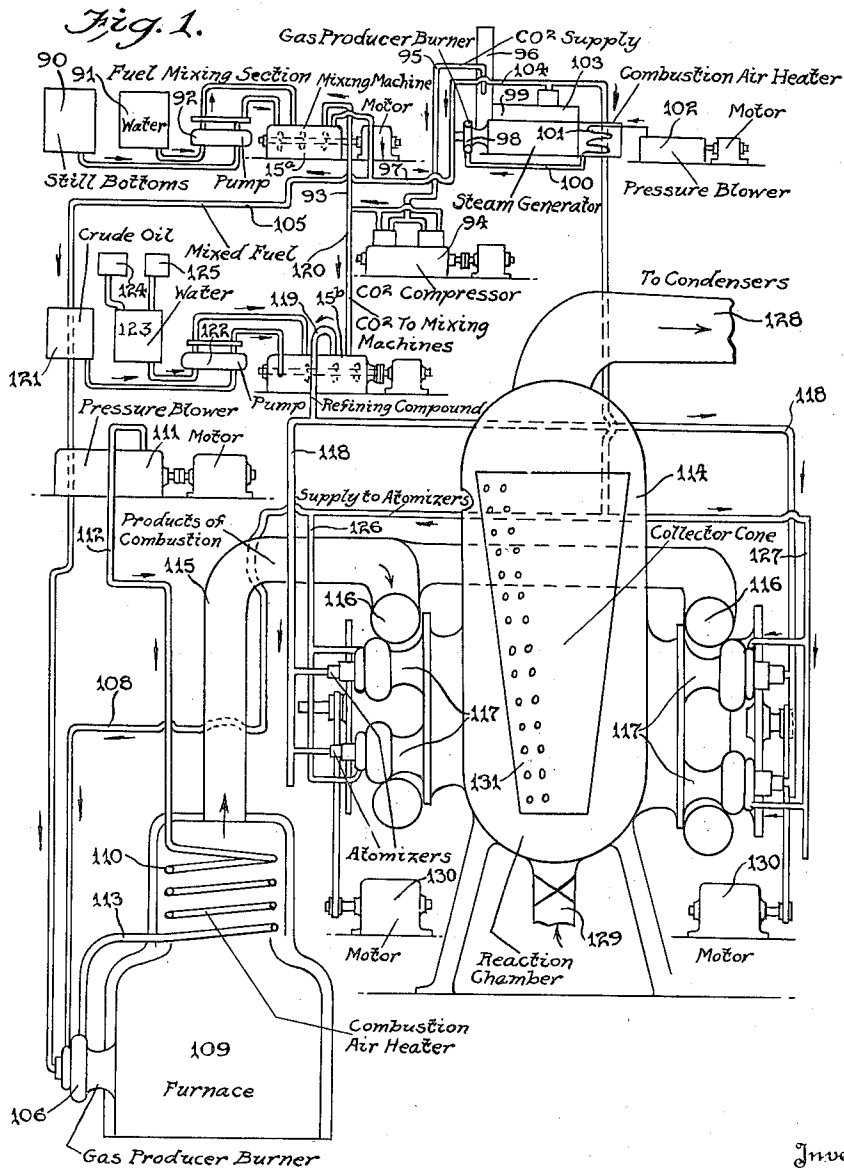 Fig. 1.
90
91
Fuel Mixing Section
92
Water
Still Bottoms
Pump
Mixing Machine
Motor
15ª
93
97
Gas Producer Burner
95
CO² Supply
96
104
99
103
Combustion Air Heater
98
101
102
Motor
100
Steam Generator
Pressure Blower
105
Mixed Fuel
94
CO² Compressor
120
Crude Oil
124
125
Water
123
121
122
119
15ᵇ
CO² To Mixing
Machines
Pump
Refining Compound
To Condensers
128
Pressure Blower
111
Motor
118
118
114
112
Supply to Atomizers
126
Products of
Combustion
115
Collector Cone
127
116
116
108
117
117
131
110
Atomizers
113
130
Motor
129
130
Motor
Reaction
Chamber
Combustion
Air Heater
109
Furnace
106
Gas Producer Burner
Inve